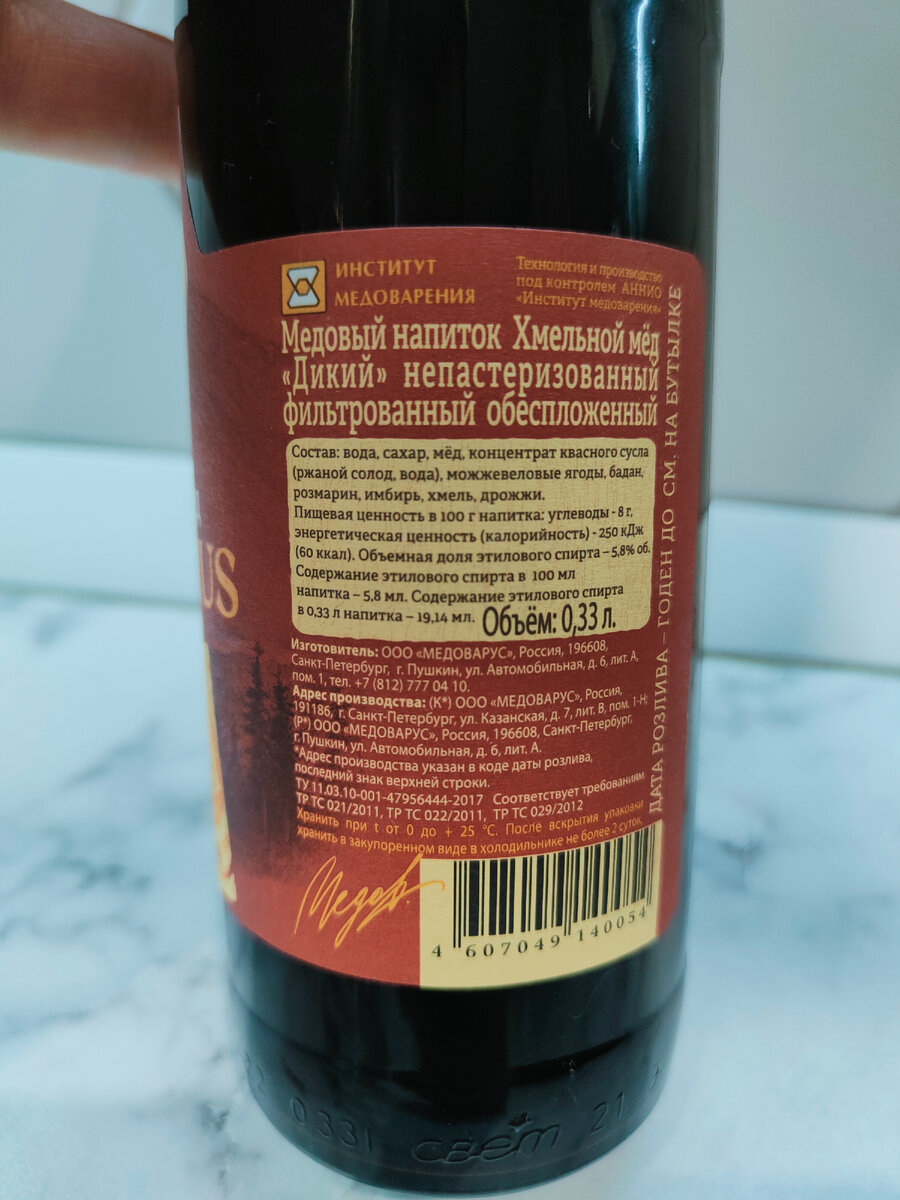 ИНСТИТУТ
МЕДОВАРЕНИЯ
Технология и производство
под контролем АННИО
«Институт медоварения»
Медовый напиток Хмельной мёд
«Дикий» непастеризованный
фильтрованный обеспложенный
Состав: вода, сахар, мёд, концентрат квасного сусла
(ржаной солод, вода), можжевеловые ягоды, бадан,
розмарин, имбирь, хмель, дрожжи.
Пищевая ценность в 100 г напитка: углеводы - 8 г,
энергетическая ценность (калорийность) - 250 кДж
(60 ккал). Объемная доля этилового спирта – 5,8% об.
Содержание этилового спирта в 100 мл
напитка – 5,8 мл. Содержание этилового спирта
в 0,33 л напитка – 19,14 мл. Объём: 0,33 л.
Изготовитель: ООО «МЕДОВАРУС», Россия, 196608,
Санкт-Петербург, г. Пушкин, ул. Автомобильная, д. 6, лит. А,
пом. 1, тел. +7 (812) 777 04 10.
Адрес производства: (К*) ООО «МЕДОВАРУС», Россия,
191186, г. Санкт-Петербург, ул. Казанская, д. 7, лит. В, пом. 1-Н;
(Р*) ООО «МЕДОВАРУС», Россия, 196608, Санкт-Петербург,
г. Пушкин, ул. Автомобильная, д. 6, лит. А.
*Адрес производства указан в коде даты розлива,
последний знак верхней строки.
ТУ 11.03.10-001-47956444-2017 Соответствует требованиям
ТР ТС 021/2011, ТР ТС 022/2011, ТР ТС 029/2012
Хранить при t от 0 до + 25 °C. После вскрытия упаковки
хранить в закупоренном виде в холодильнике не более 2 суток.
ДАТА РОЗЛИВА – ГОДЕН ДО СМ. НА БУТЫЛКЕ
US
4 607049 140054
0.33l свет 21